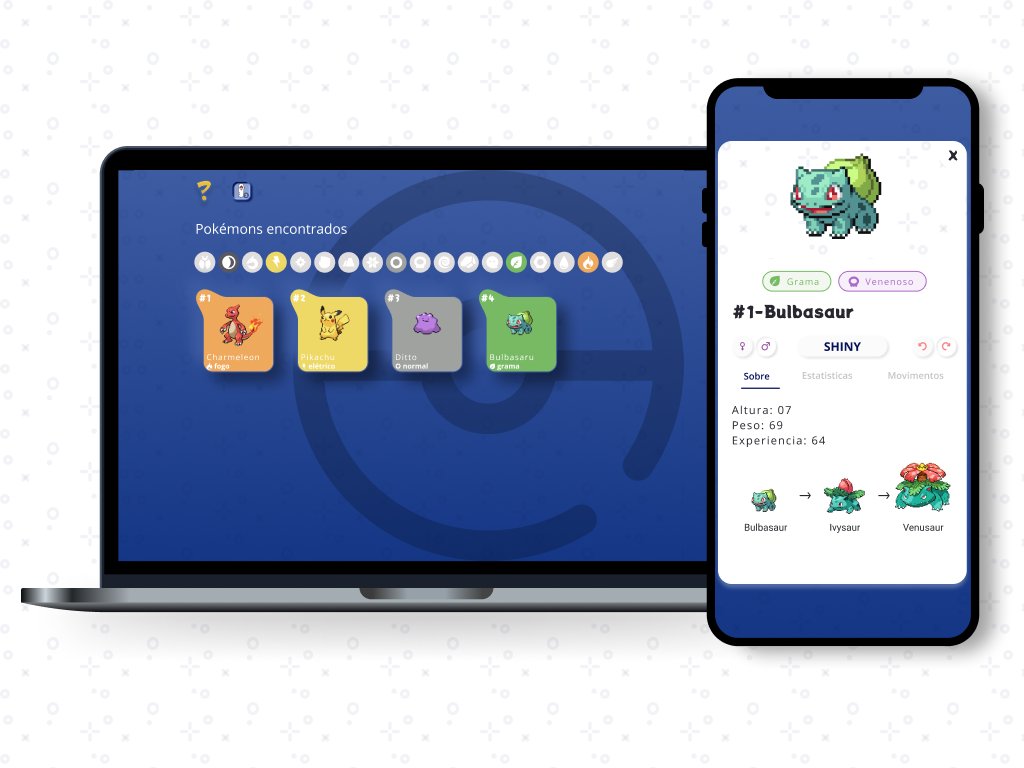 ?
Pokémons encontrados
#1
Charmeleon
fogo
#2
Pikachu
elétrico
#3
Ditto
normal
#4
Bulbasaru
grama
X
Grama
Venenoso
#1-Bulbasaur
♀ ♂ SHINY
Sobre Estatisticas Movimentos
Altura: 07
Peso: 69
Experiencia: 64
→ →
Bulbasaur Ivysaur Venusaur